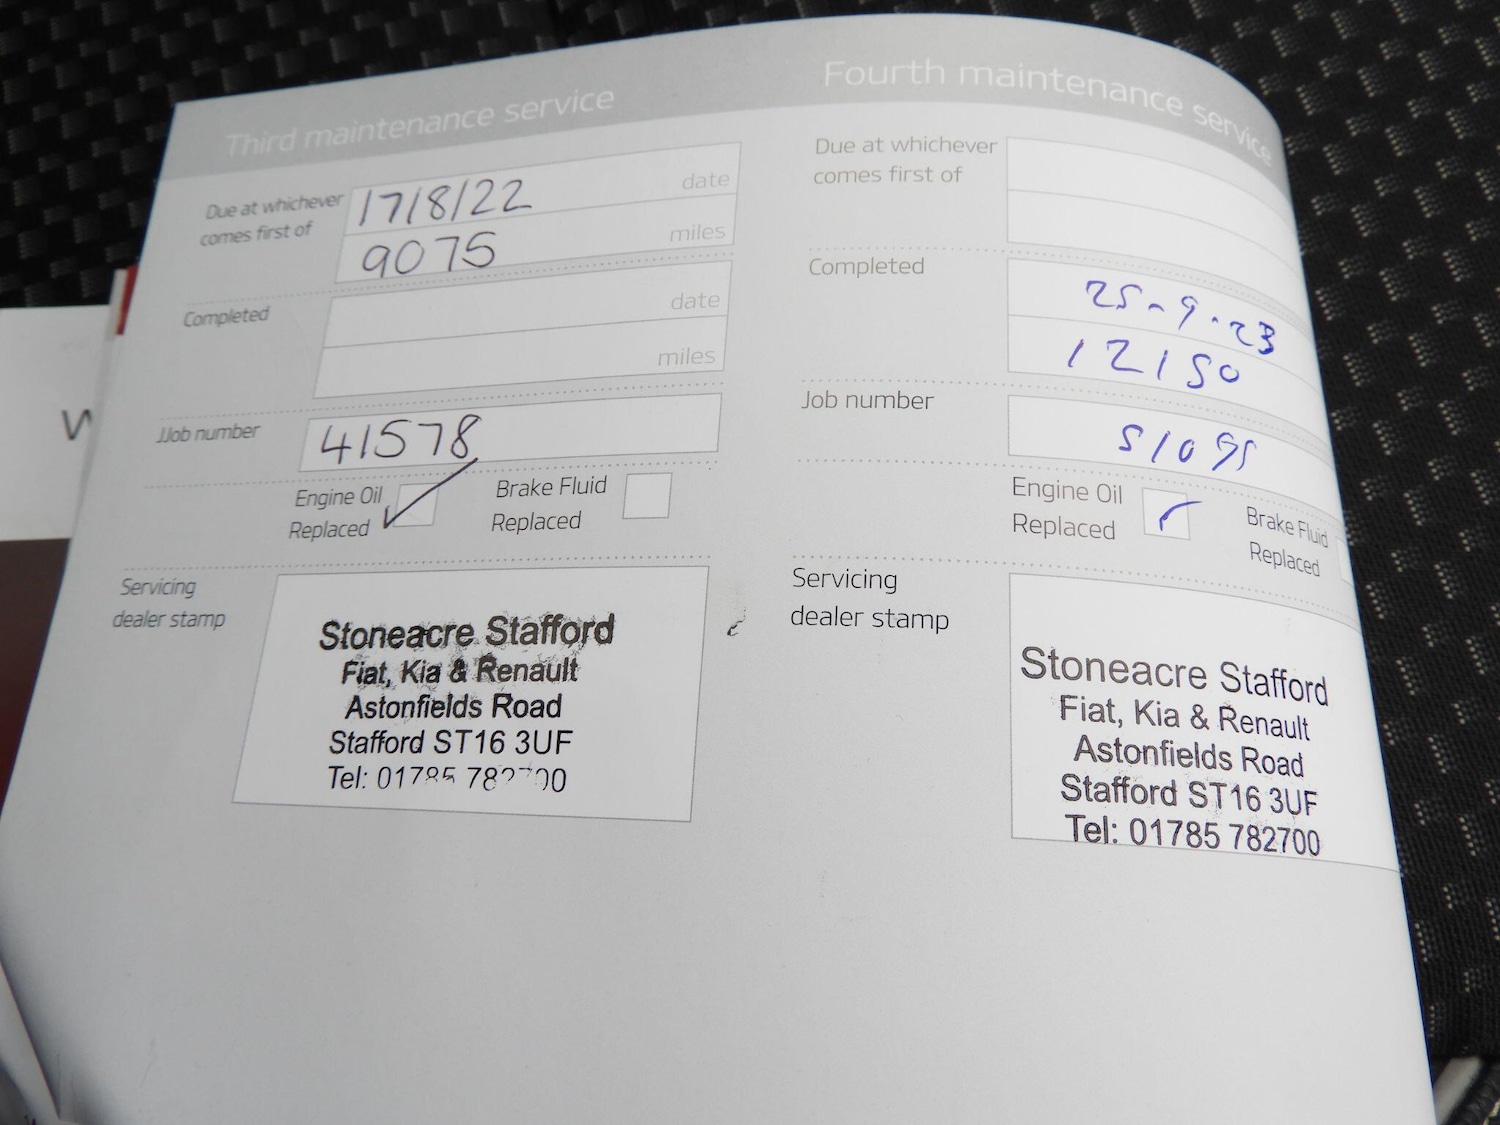 Third maintenance service
Due at whichever
comes first of
17/8/22 date
9075 miles
Completed
date
miles
JJob number
41578
Engine Oil
Replaced
Brake Fluid
Replaced
Servicing
dealer stamp
Stoneacre Stafford
Fiat, Kia & Renault
Astonfields Road
Stafford ST16 3UF
Tel: 01785 782700
Fourth maintenance service
Due at whichever
comes first of
Completed
25-9-23
12150
Job number
Engine Oil
Replaced
Brake Fluid
Replaced
Servicing
dealer stamp
Stoneacre Stafford
Fiat, Kia & Renault
Astonfields Road
Stafford ST16 3UF
Tel: 01785 782700